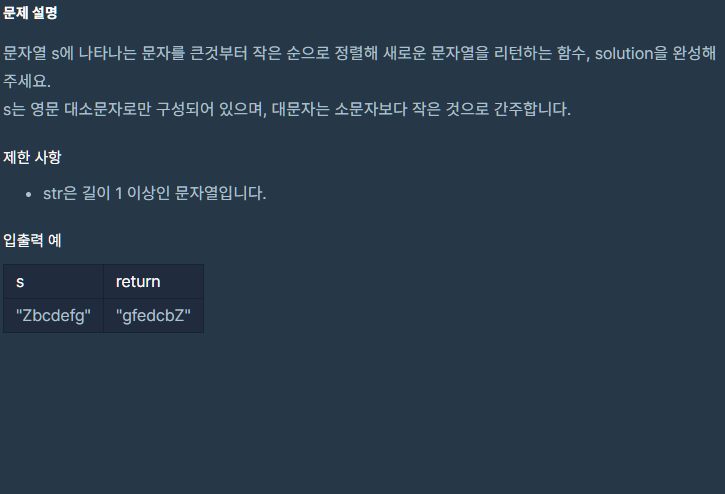 문제 설명
문자열 s에 나타나는 문자를 큰것부터 작은 순으로 정렬해 새로운 문자열을 리턴하는 함수, solution을 완성해
주세요.
s는 영문 대소문자로만 구성되어 있으며, 대문자는 소문자보다 작은 것으로 간주합니다.
제한 사항
• str은 길이 1 이상인 문자열입니다.
입출력 예
s return
"Zbcdefg" "gfedcbZ"